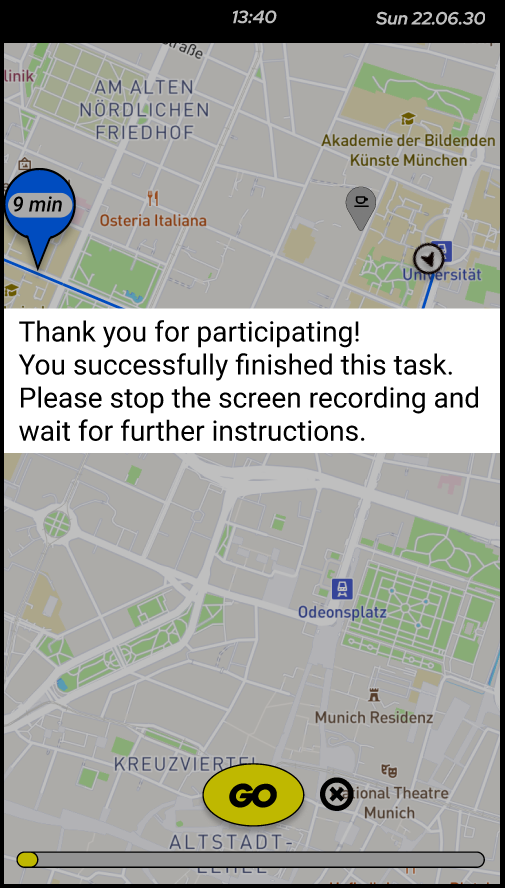 13:40
Sun 22.06.30
linik
AM ALTEN
NÖRDLICHEN
FRIEDHOF
Akademie der Bildenden
Künste München
9 min
Osteria Italiana
Universität
Thank you for participating!
You successfully finished this task.
Please stop the screen recording and
wait for further instructions.
Odeonsplatz
Munich Residenz
KREUZVIERTEL
GO
National Theatre
Munich
ALTSTADT-
LEHEL